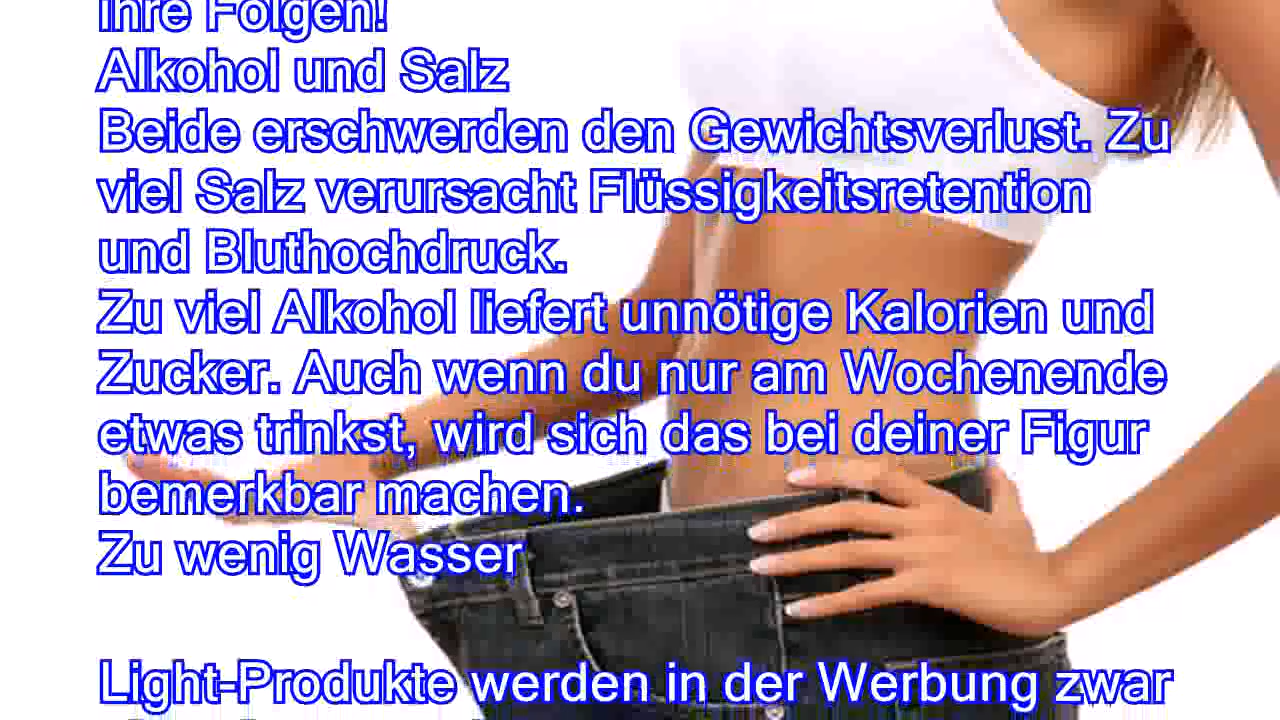 ihre Folgen!
Alkohol und Salz
Beide erschwerden den Gewichtsverlust. Zu
viel Salz verursacht Flüssigkeitsretention
und Bluthochdruck.
Zu viel Alkohol liefert unnötige Kalorien und
Zucker. Auch wenn du nur am Wochenende
etwas trinkst, wird sich das bei deiner Figur
bemerkbar machen.
Zu wenig Wasser
Light-Produkte werden in der Werbung zwar